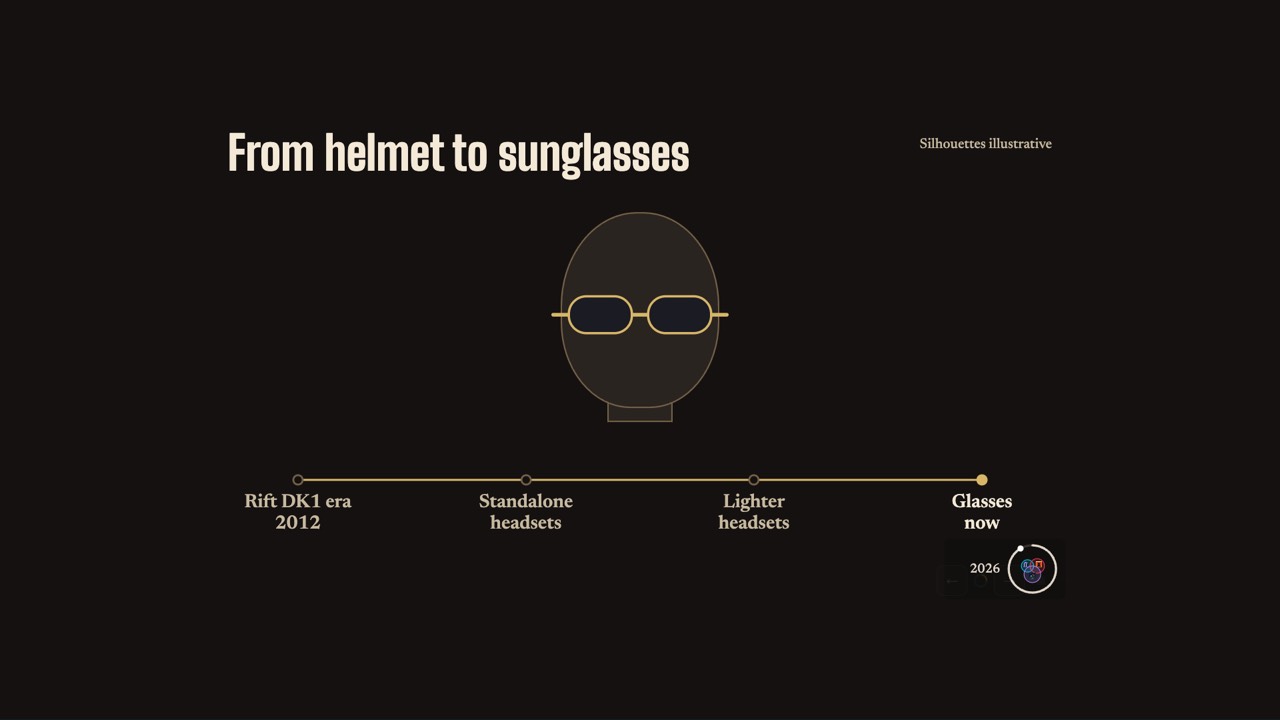 From helmet to sunglasses
Silhouettes illustrative
Rift DK1 era
2012
Standalone
headsets
Lighter
headsets
Glasses
now
2026